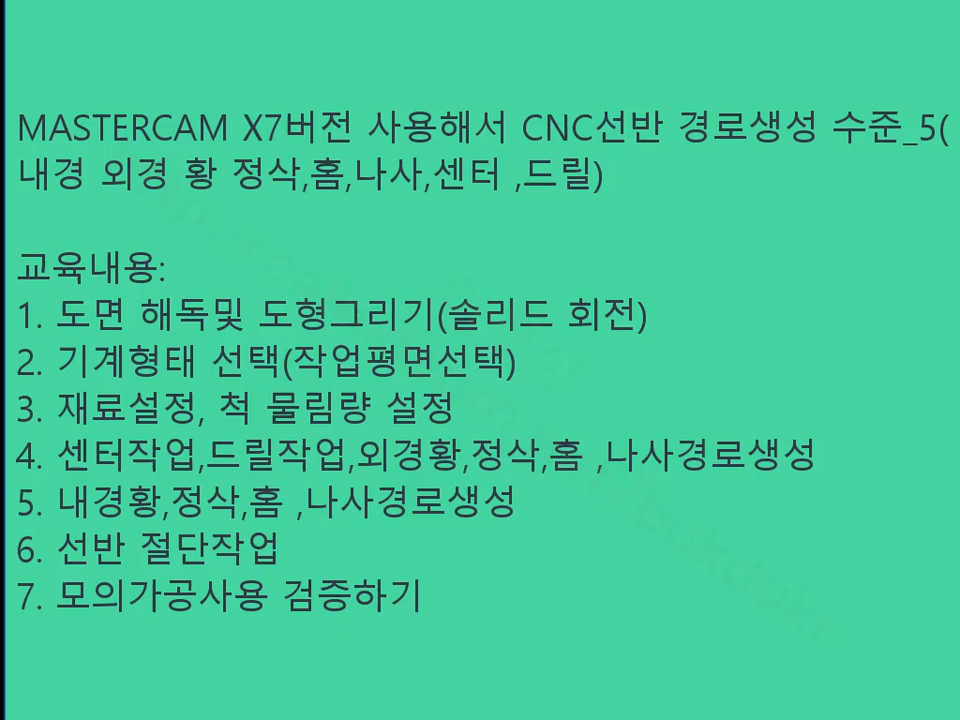 MASTERCAM X7버전 사용해서 CNC선반 경로생성 수준_5(
내경 외경 황 정삭,홈,나사,센터 ,드릴)
교육내용:
1. 도면 해독및 도형그리기(솔리드 회전)
2. 기계형태 선택(작업평면선택)
3. 재료설정, 척 물림량 설정
4. 센터작업,드릴작업,외경황,정삭,홈 ,나사경로생성
5. 내경황,정삭,홈 ,나사경로생성
6. 선반 절단작업
7. 모의가공사용 검증하기